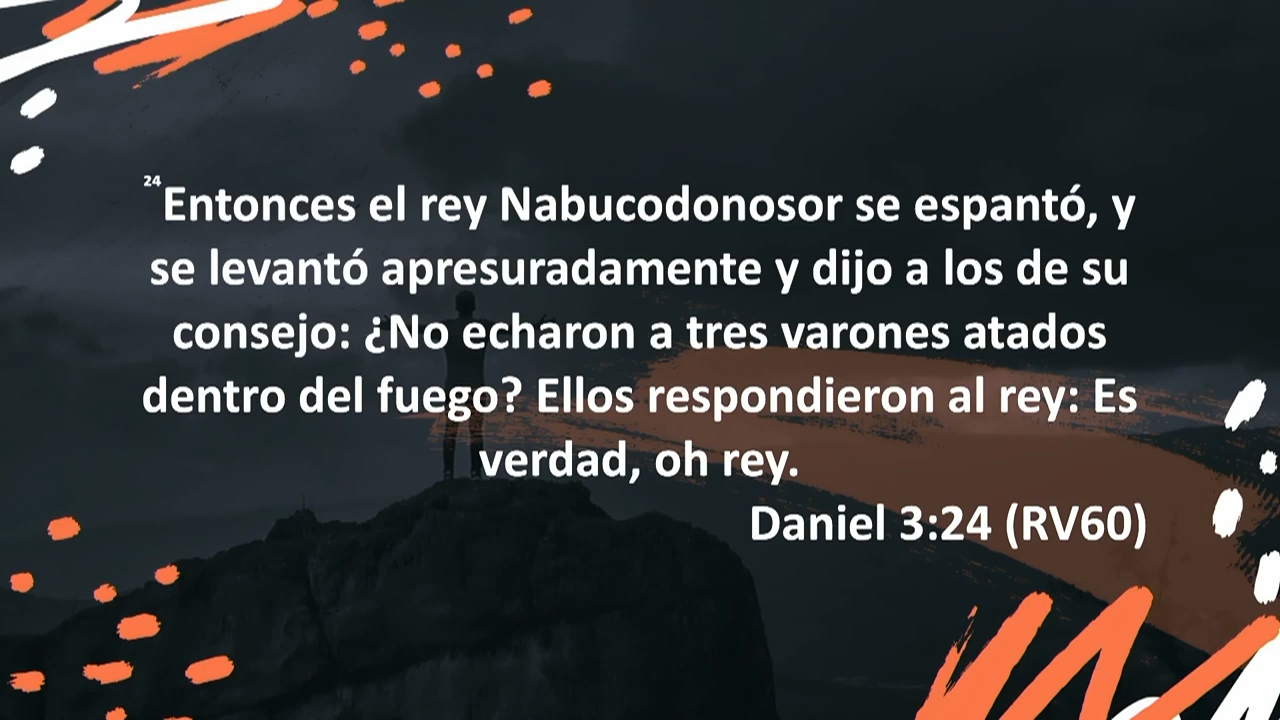 24Entonces el rey Nabucodonosor se espantó, y
se levantó apresuradamente y dijo a los de su
consejo: ¿No echaron a tres varones atados
dentro del fuego? Ellos respondieron al rey: Es
verdad, oh rey.
Daniel 3:24 (RV60)